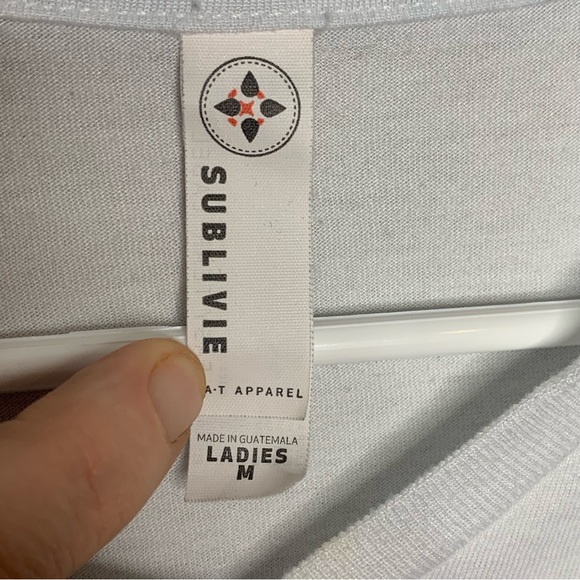 SUBLIVIE
A·T APPAREL
MADE IN GUATEMALA
LADIES
M